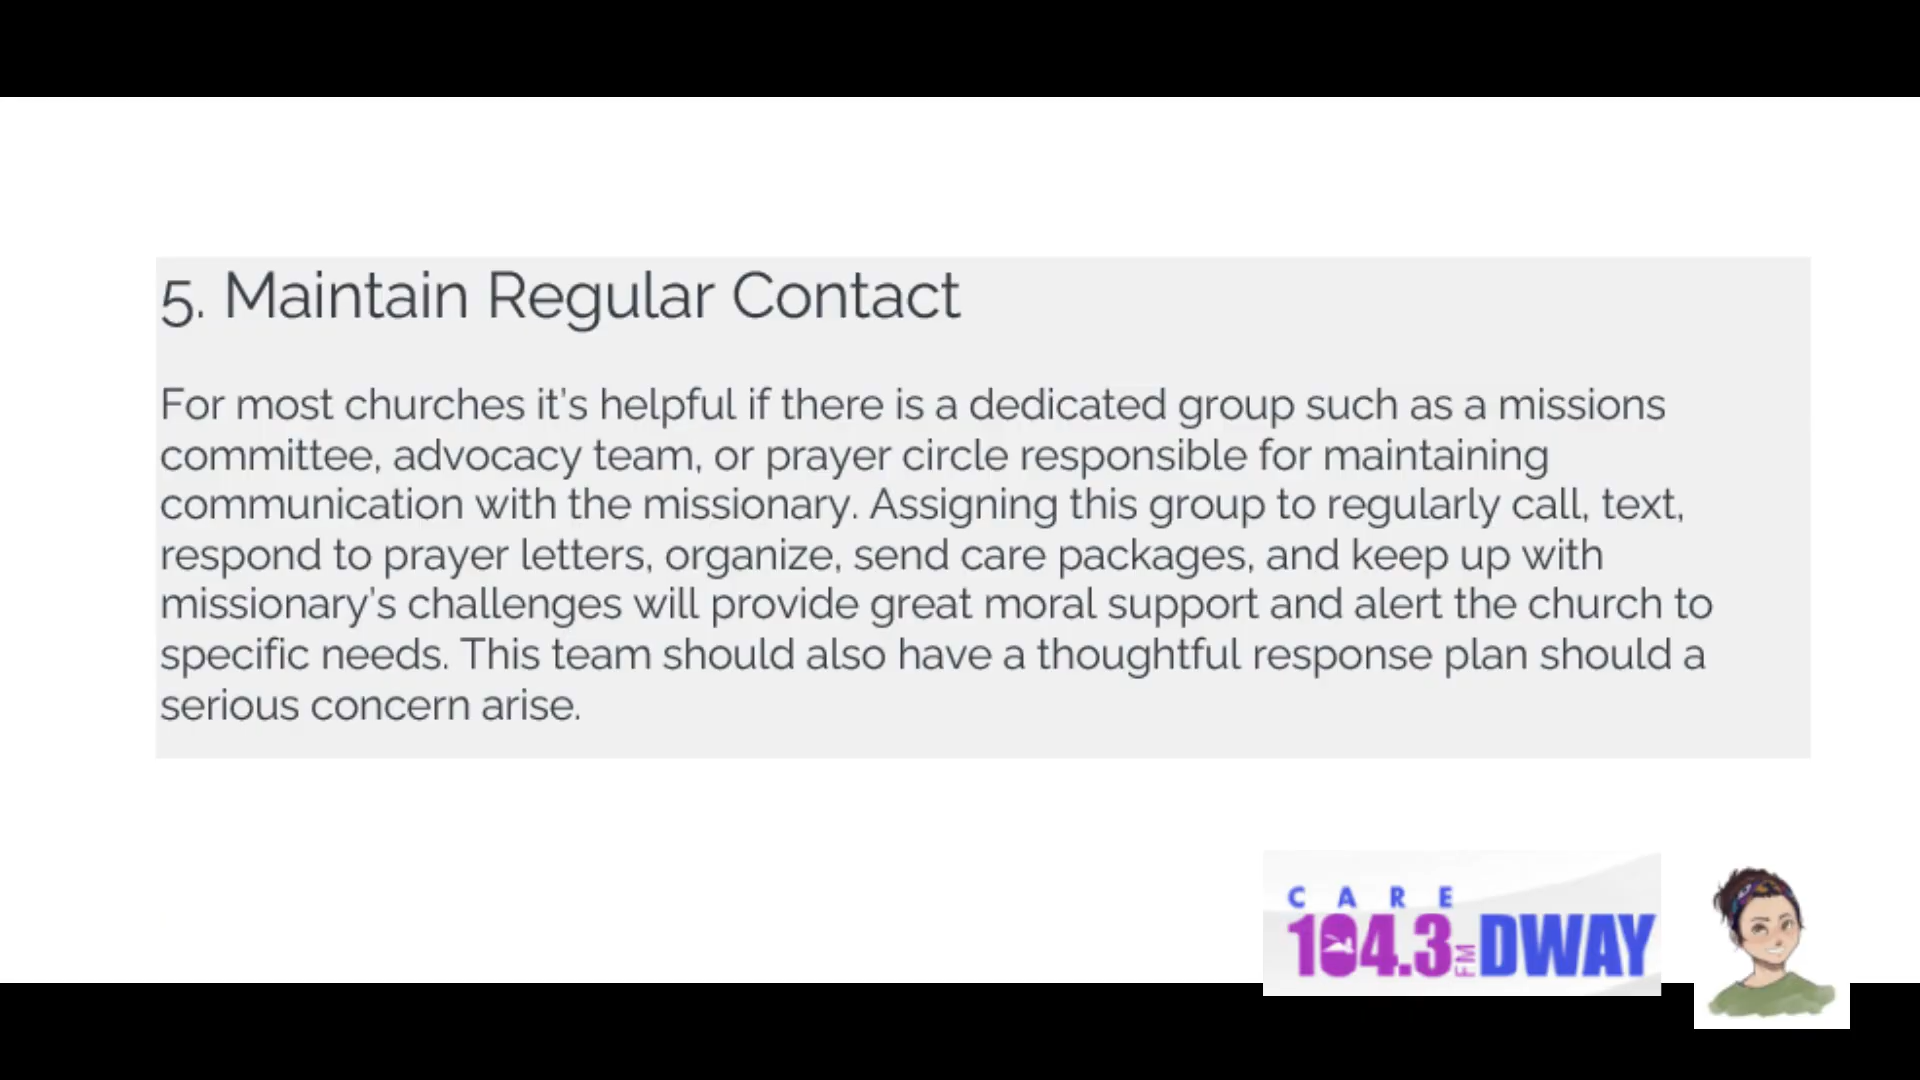 5. Maintain Regular Contact
For most churches it's helpful if there is a dedicated group such as a missions
committee, advocacy team, or prayer circle responsible for maintaining
communication with the missionary. Assigning this group to regularly call, text,
respond to prayer letters, organize, send care packages, and keep up with
missionary's challenges will provide great moral support and alert the church to
specific needs. This team should also have a thoughtful response plan should a
serious concern arise.
CARE
104.3 FM DWAY